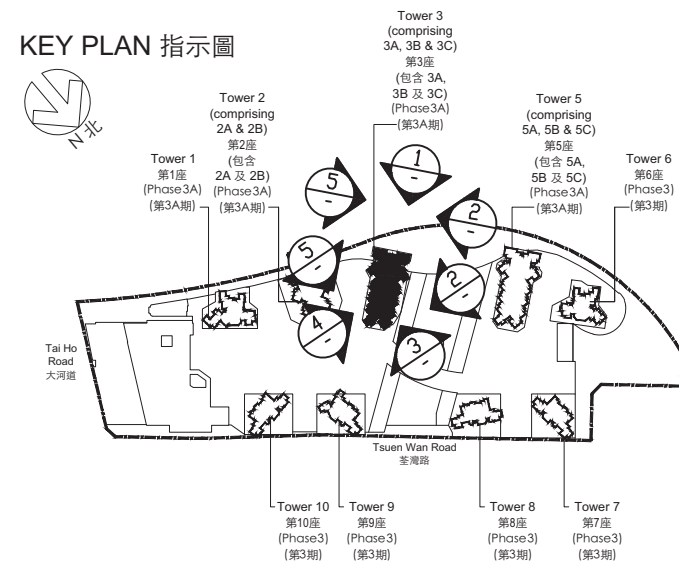 KEY PLAN 指示圖
N 北
Tower 3
(comprising
3A, 3B & 3C)
第3座
(包含 3A,
3B 及 3C)
(Phase3A)
(第3A期)
Tower 2
(comprising
2A & 2B)
第2座
(包含
2A 及 2B)
(Phase3A)
(第3A期)
Tower 5
(comprising
5A, 5B & 5C)
第5座
(包含 5A,
5B 及 5C)
(Phase3A)
(第3A期)
Tower 1
第1座
(Phase3A)
(第3A期)
Tower 6
第6座
(Phase3)
(第3期)
1
-
5
-
2
-
5
-
2
-
4
-
3
-
Tai Ho
Road
大河道
Tsuen Wan Road
荃灣路
Tower 10
第10座
(Phase3)
(第3期)
Tower 9
第9座
(Phase3)
(第3期)
Tower 8
第8座
(Phase3)
(第3期)
Tower 7
第7座
(Phase3)
(第3期)